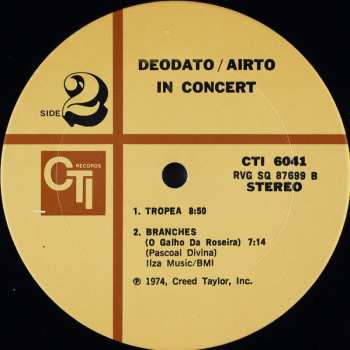 DEODATO / AIRTO
IN CONCERT
SIDE 2
CTI RECORDS
CTI 6041
RVG SQ 87699 B
STEREO
1. TROPEA 8:50
2. BRANCHES
(O Galho Da Roseira) 7:14
(Pascoal Divina)
Ilza Music/BMI
℗ 1974, Creed Taylor, Inc.